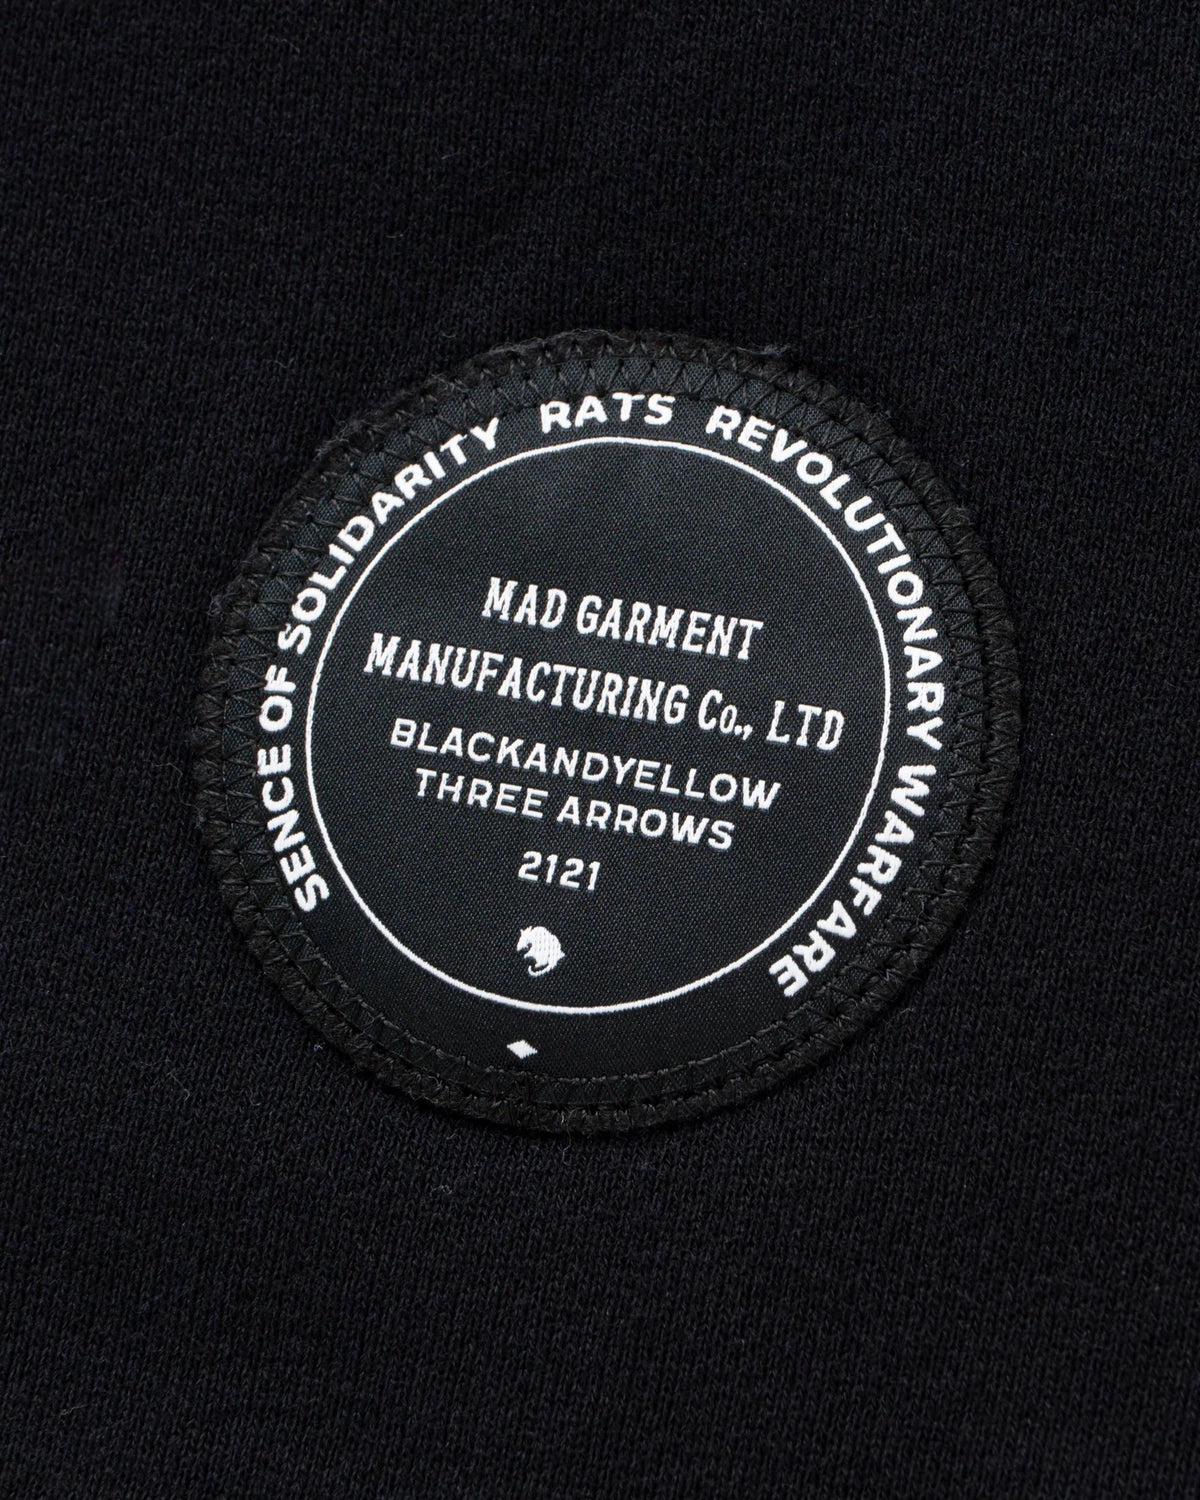 SENCE OF SOLIDARITY RATS REVOLUTIONARY WARFARE
MAD GARMENT
MANUFACTURING Co., LTD
BLACKANDYELLOW
THREE ARROWS
2121